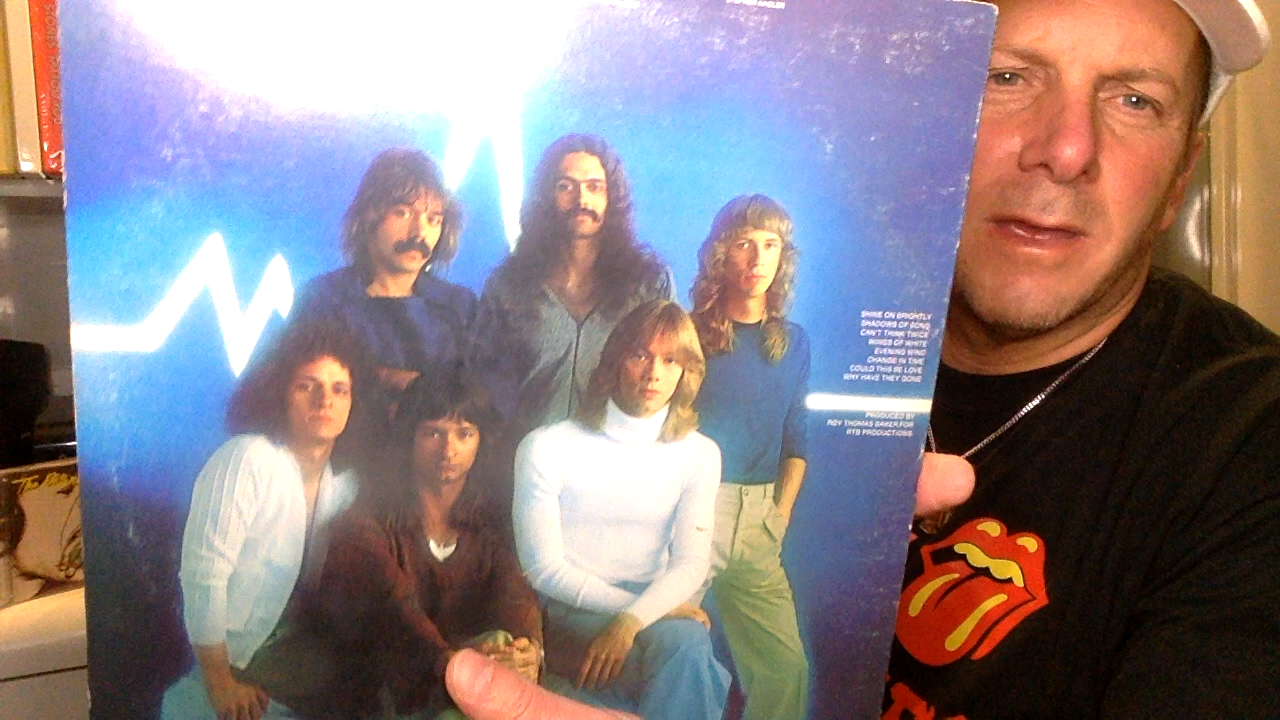 SHINE ON BRIGHTLY
SHADOWS OF SONG
CAN'T THINK TWICE
WINGS OF WHITE
EVENING WIND
CHANGE IN TIME
COULD THIS BE LOVE
WHY HAVE THEY GONE
PRODUCED BY
ROY THOMAS BAKER FOR
RTB PRODUCTIONS